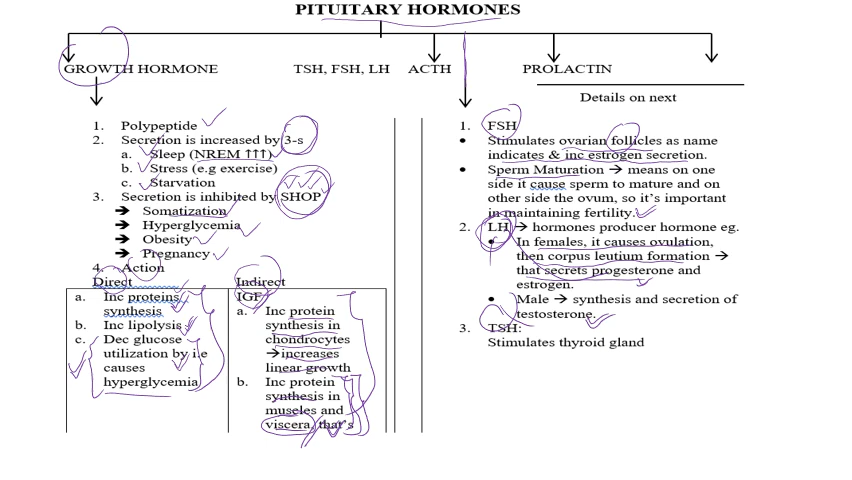 PITUITARY HORMONES
GROWTH HORMONE TSH, FSH, LH ACTH PROLACTIN
Details on next
1. Polypeptide
2. Secretion is increased by 3-s
a. Sleep (NREM ↑↑↑)
b. Stress (e.g exercise)
c. Starvation
3. Secretion is inhibited by SHOP
➔ Somatization
➔ Hyperglycemia
➔ Obesity
➔ Pregnancy
4. Action
Direct Indirect
a. Inc proteins
synthesis
b. Inc lipolysis
c. Dec glucose
utilization by i.e
causes
hyperglycemia
IGF
a. Inc protein
synthesis in
chondrocytes
→increases
linear growth
b. Inc protein
synthesis in
museles and
viscera, that's
1. FSH
• Stimulates ovarian follicles as name
indicates & inc estrogen secretion.
• Sperm Maturation → means on one
side it cause sperm to mature and on
other side the ovum, so it's important
in maintaining fertility.
2. LH → hormones producer hormone eg.
• In females, it causes ovulation,
then corpus leutium formation →
that secrets progesterone and
estrogen.
• Male → synthesis and secretion of
testosterone.
3. TSH:
Stimulates thyroid gland